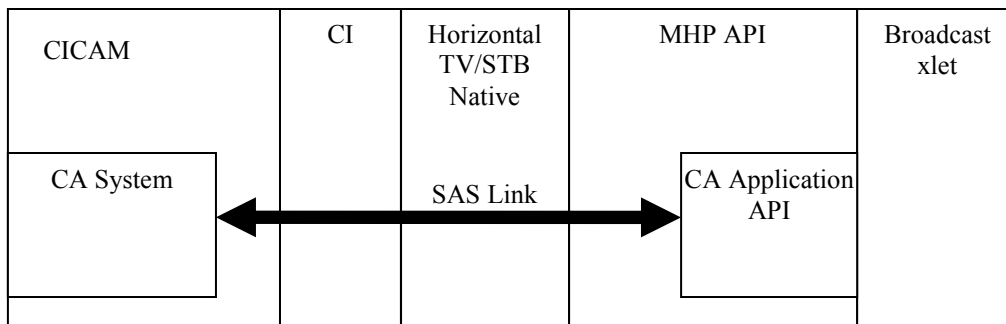 CICAM
CI
Horizontal
TV/STB
Native
MHP API
Broadcast
xlet
CA System
SAS Link
CA Application
API